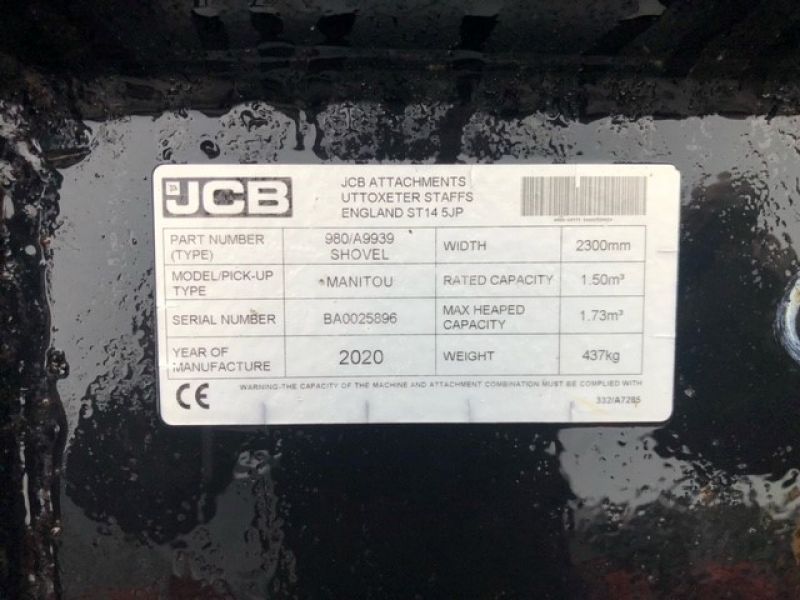 JCB
JCB ATTACHMENTS
UTTOXETER STAFFS
ENGLAND ST14 5JP
PART NUMBER (TYPE) 980/A9939 SHOVEL WIDTH 2300mm
MODEL/PICK-UP TYPE MANITOU RATED CAPACITY 1.50m³
SERIAL NUMBER BA0025896 MAX HEAPED CAPACITY 1.73m³
YEAR OF MANUFACTURE 2020 WEIGHT 437kg
CE WARNING-THE CAPACITY OF THE MACHINE AND ATTACHMENT COMBINATION MUST BE COMPLIED WITH
332/A7285